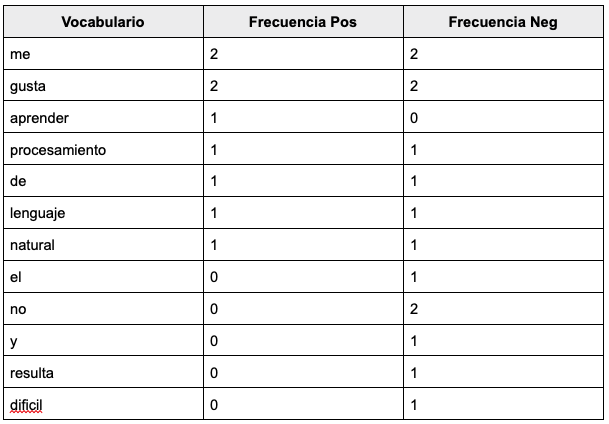 Vocabulario Frecuencia Pos Frecuencia Neg
me 2 2
gusta 2 2
aprender 1 0
procesamiento 1 1
de 1 1
lenguaje 1 1
natural 1 1
el 0 1
no 0 2
y 0 1
resulta 0 1
dificil 0 1